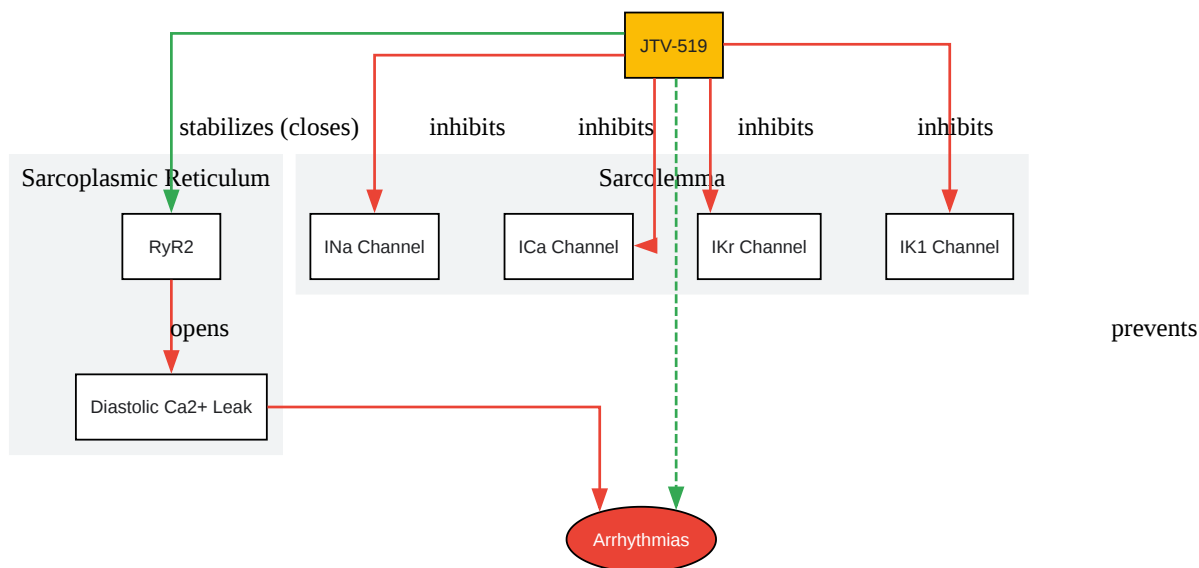 JTV-519
stabilizes (closes)
inhibits
inhibits
inhibits
inhibits
Sarcoplasmic Reticulum
Sarcolemma
RyR2
INa Channel
ICa Channel
IKr Channel
IK1 Channel
opens
prevents
Diastolic Ca2+ Leak
Arrhythmias